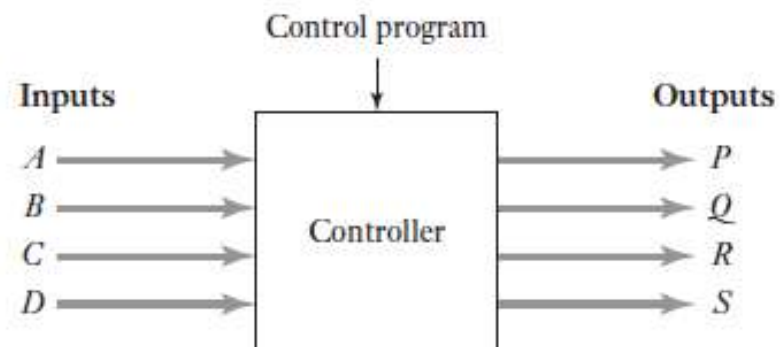 Control program
Inputs
Outputs
A
P
B
Q
Controller
C
R
D
S